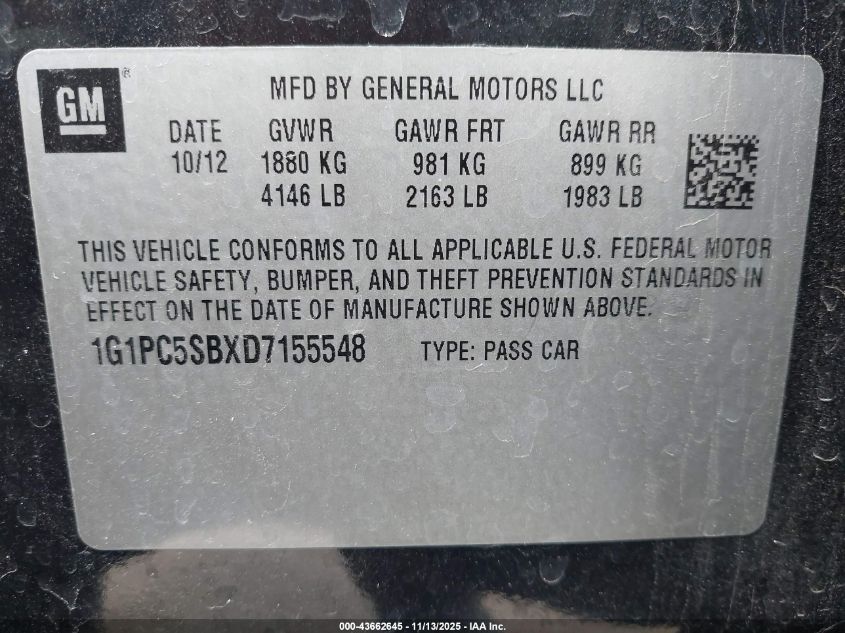 GM ®
MFD BY GENERAL MOTORS LLC
DATE GVWR GAWR FRT GAWR RR
10/12 1880 KG 981 KG 899 KG
4146 LB 2163 LB 1983 LB
THIS VEHICLE CONFORMS TO ALL APPLICABLE U.S. FEDERAL MOTOR
VEHICLE SAFETY, BUMPER, AND THEFT PREVENTION STANDARDS IN
EFFECT ON THE DATE OF MANUFACTURE SHOWN ABOVE.
1G1PC5SBXD7155548 TYPE: PASS CAR
000-43662645 - 11/13/2025 - IAA Inc.